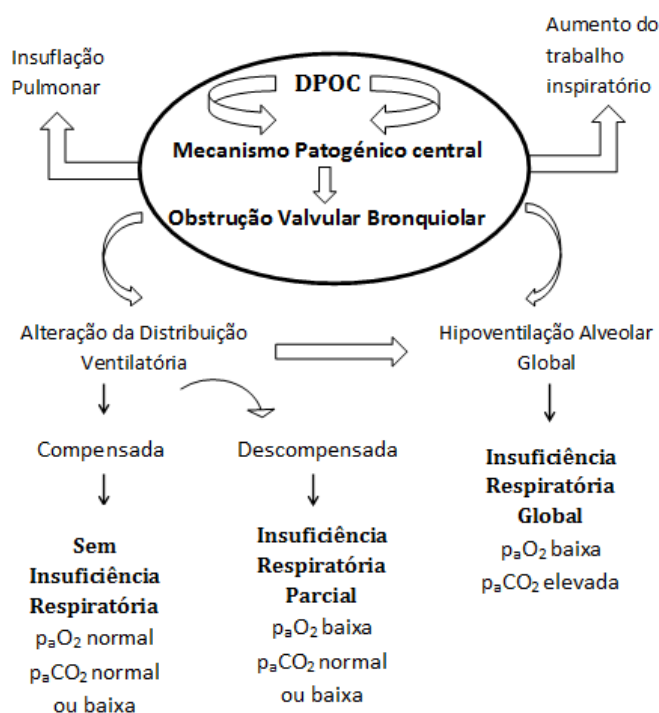 Insuflação
Pulmonar
Aumento do
trabalho
inspiratório
DPOC
Mecanismo Patogénico central
Obstrução Valvular Bronquiolar
Alteração da Distribuição
Ventilatória
Hipoventilação Alveolar
Global
Compensada
Descompensada
Sem
Insuficiência
Respiratória
pₐO₂ normal
pₐCO₂ normal
ou baixa
Insuficiência
Respiratória
Parcial
pₐO₂ baixa
pₐCO₂ normal
ou baixa
Insuficiência
Respiratória
Global
pₐO₂ baixa
pₐCO₂ elevada